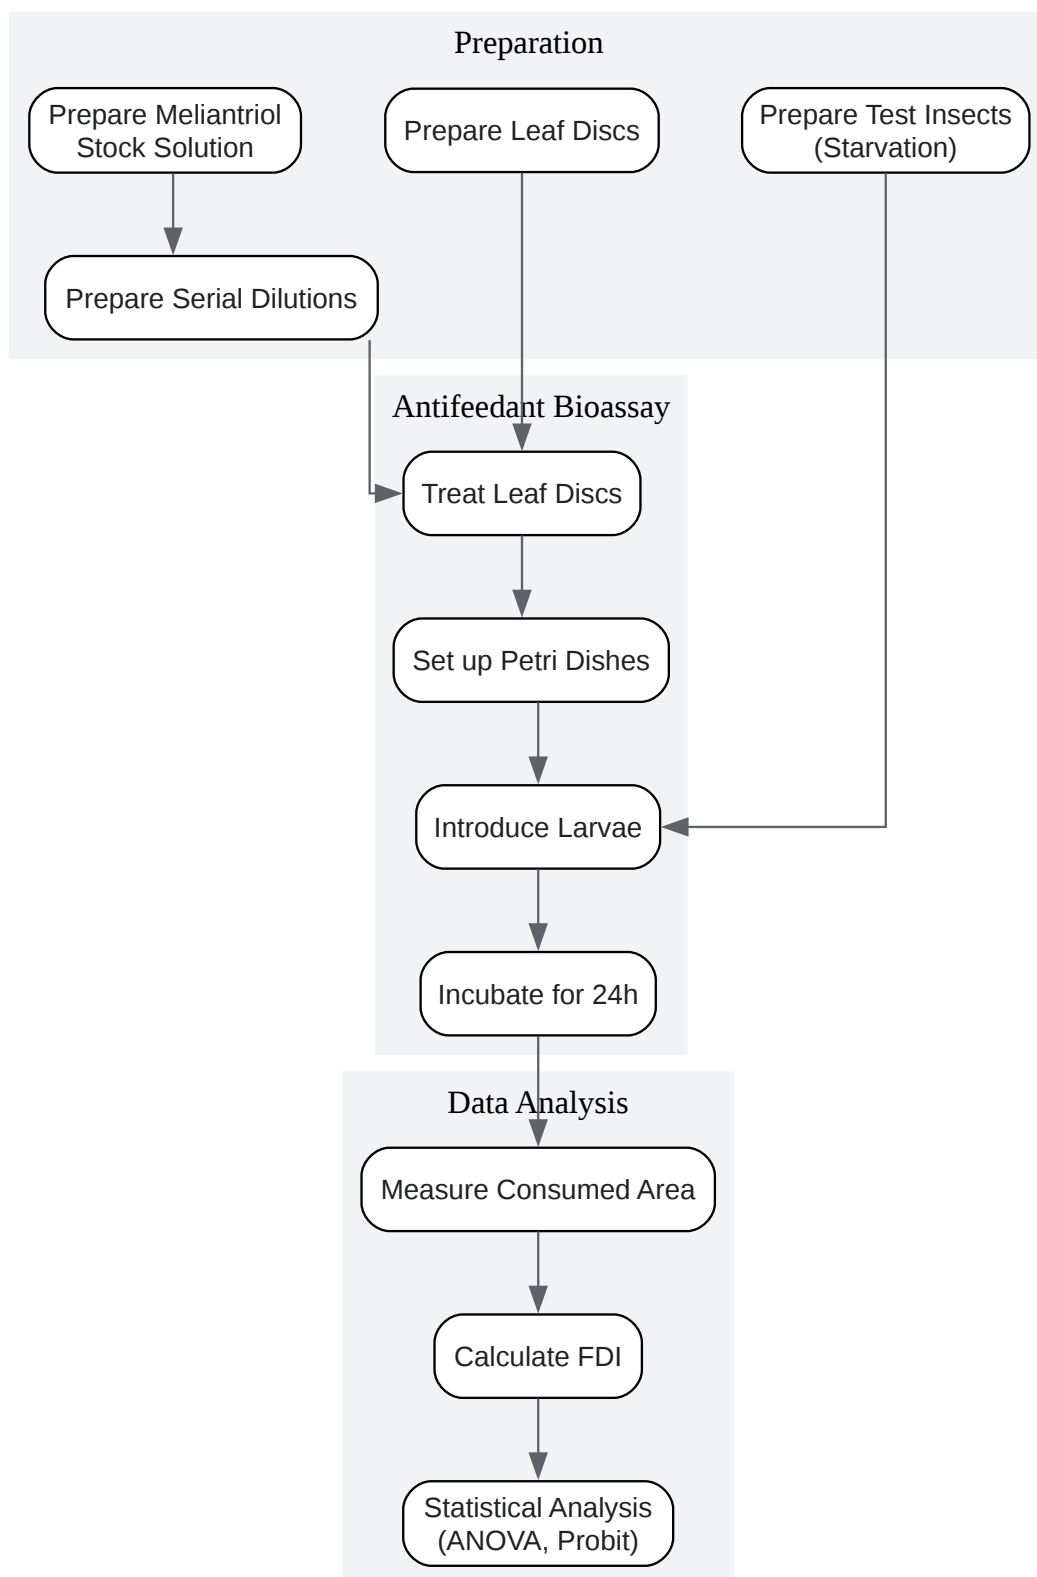 Preparation
Prepare Meliantriol
Stock Solution
Prepare Leaf Discs
Prepare Test Insects
(Starvation)
Prepare Serial Dilutions
Antifeedant Bioassay
Treat Leaf Discs
Set up Petri Dishes
Introduce Larvae
Incubate for 24h
Data Analysis
Measure Consumed Area
Calculate FDI
Statistical Analysis
(ANOVA, Probit)